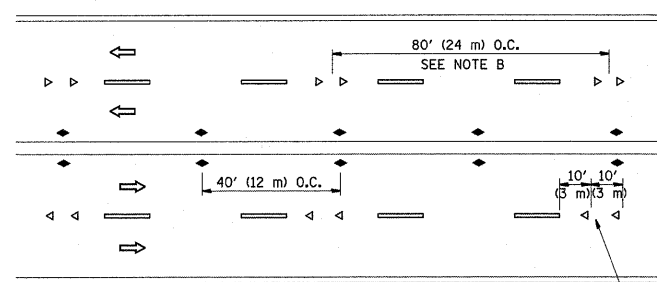 80' (24 m) O.C.
SEE NOTE B
40' (12 m) O.C.
10' 10'
(3 m) (3 m)